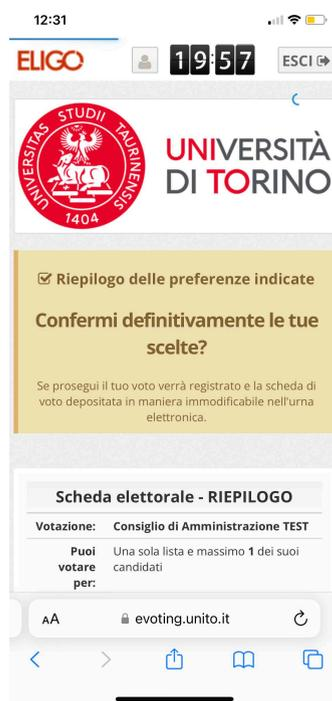 12:31
ELIGO
19:57
ESCI
UNIVERSITAS STUDII TAURINENSIS
1404
UNIVERSITÀ
DI TORINO
Riepilogo delle preferenze indicate
Confermi definitivamente le tue
scelte?
Se prosegui il tuo voto verrà registrato e la scheda di
voto depositata in maniera immodificabile nell'urna
elettronica.
Scheda elettorale - RIEPILOGO
Votazione: Consiglio di Amministrazione TEST
Puoi Una sola lista e massimo 1 dei suoi
votare candidati
per:
AA evoting.unito.it